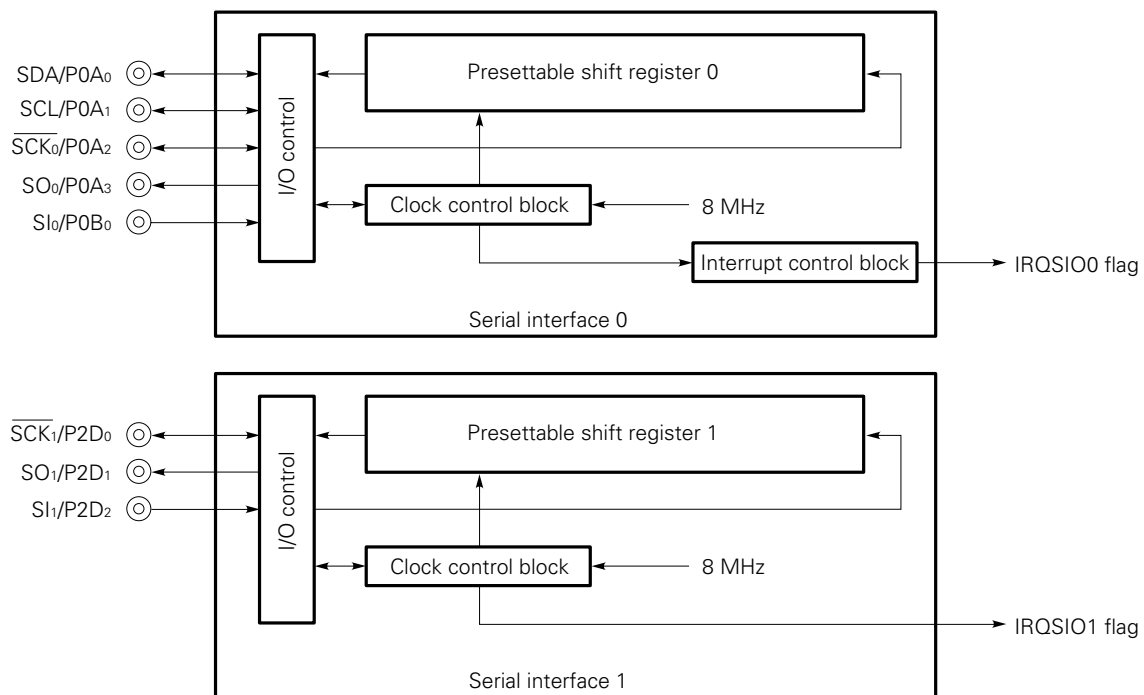 SDA/P0A0
SCL/P0A1
SCK0/P0A2
SO0/P0A3
SI0/P0B0
I/O control
Presettable shift register 0
Clock control block
8 MHz
Interrupt control block
IRQSIO0 flag
Serial interface 0
SCK1/P2D0
SO1/P2D1
SI1/P2D2
I/O control
Presettable shift register 1
Clock control block
8 MHz
IRQSIO1 flag
Serial interface 1